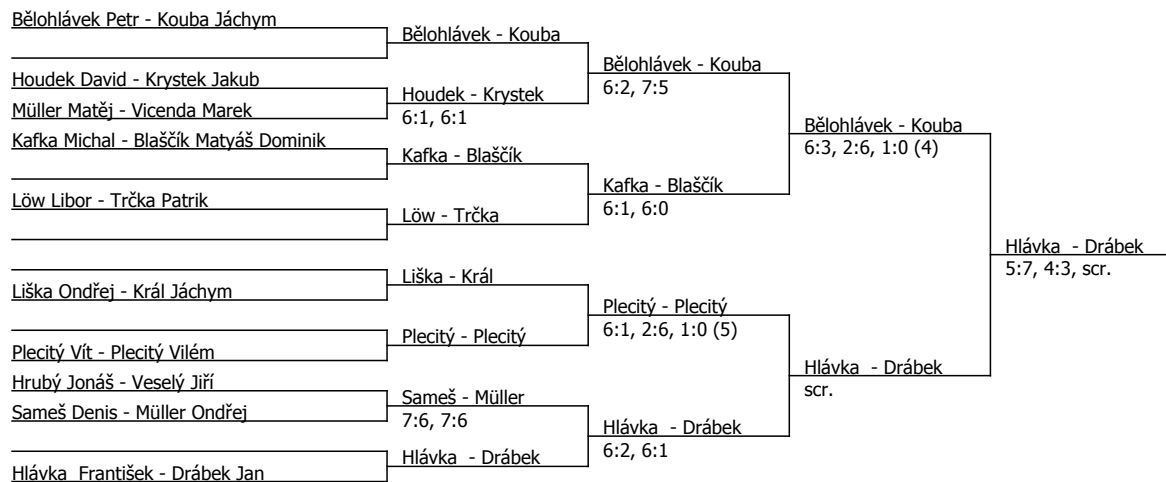 Bělohlávek Petr - Kouba Jáchym
Houdek David - Krystek Jakub
Müller Matěj - Vicenda Marek
Kafka Michal - Blaščík Matyáš Dominik
Löw Libor - Trčka Patrik
Liška Ondřej - Král Jáchym
Plecitý Vít - Plecitý Vilém
Hrubý Jonáš - Veselý Jiří
Sameš Denis - Müller Ondřej
Hlávka  František - Drábek Jan
Bělohlávek - Kouba
Houdek - Krystek
6:1, 6:1
Kafka - Blaščík
Löw - Trčka
Liška - Král
Plecitý - Plecitý
Sameš - Müller
7:6, 7:6
Hlávka  - Drábek
Bělohlávek - Kouba
6:2, 7:5
Kafka - Blaščík
6:1, 6:0
Plecitý - Plecitý
6:1, 2:6, 1:0 (5)
Hlávka  - Drábek
6:2, 6:1
Bělohlávek - Kouba
6:3, 2:6, 1:0 (4)
Hlávka  - Drábek
scr.
Hlávka  - Drábek
5:7, 4:3, scr.